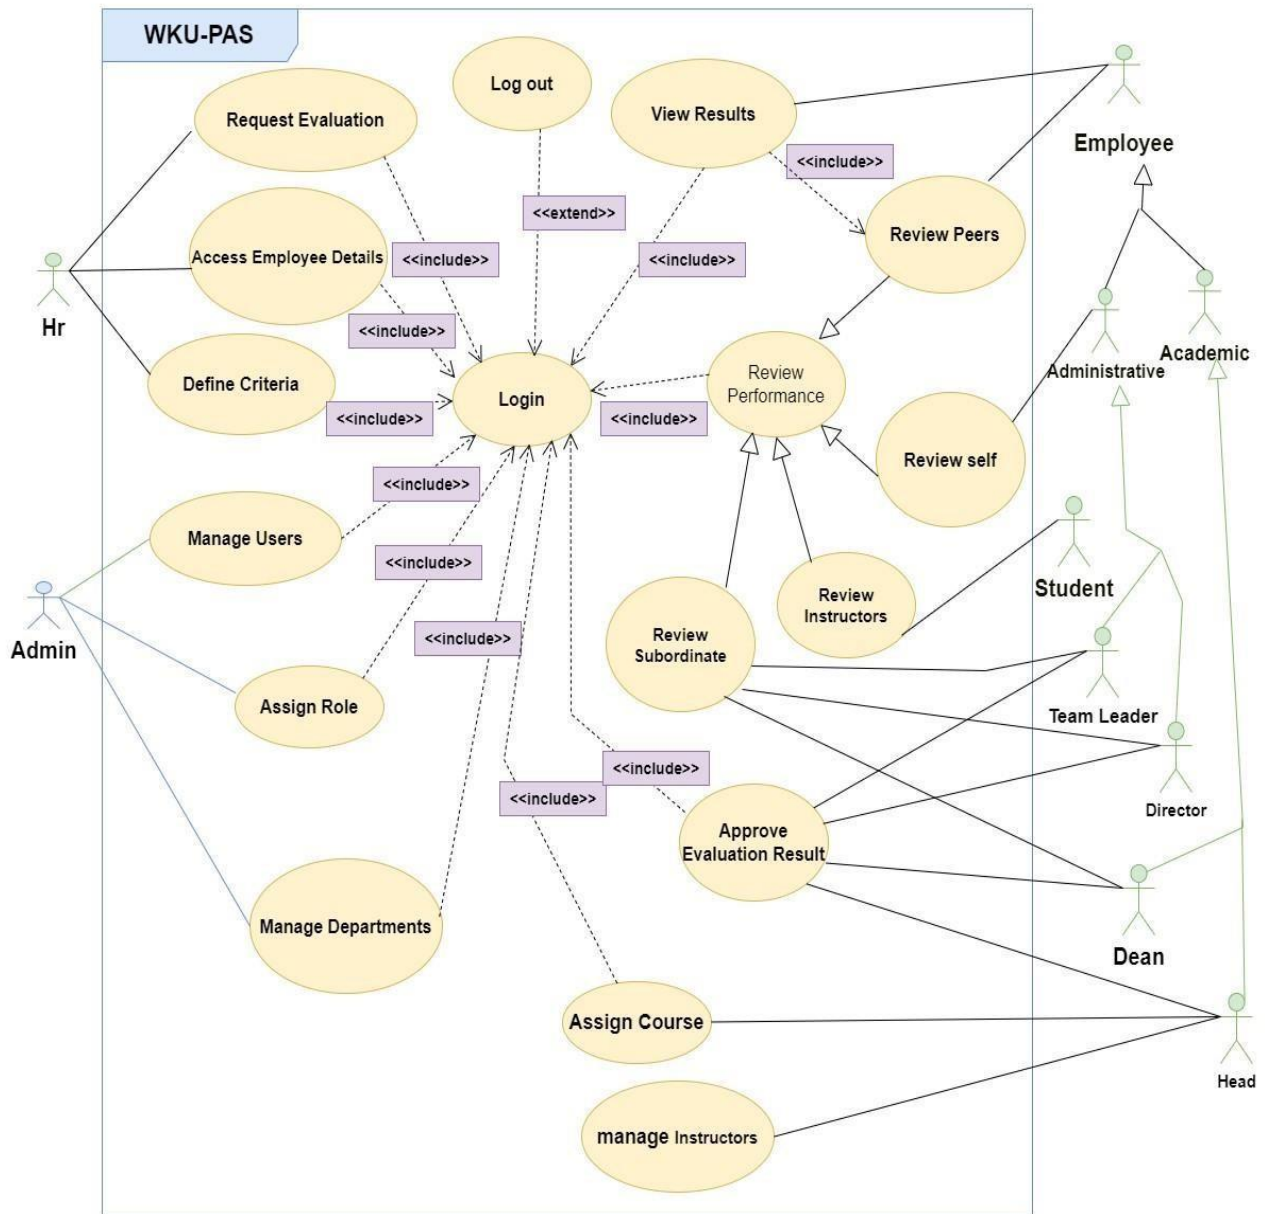 WKU-PAS
Log out
Request Evaluation
View Results
Employee
<<include>>
<<extend>>
Review Peers
Access Employee Details
<<include>>
<<include>>
Hr
<<include>>
Administrative
Academic
Review
Performance
Define Criteria
Login
<<include>>
<<include>>
Review self
<<include>>
Manage Users
<<include>>
Student
Review
Instructors
Admin
<<include>>
Review
Subordinate
Assign Role
Team Leader
<<include>>
<<include>>
Director
Approve
Evaluation Result
Manage Departments
Dean
Assign Course
Head
manage Instructors